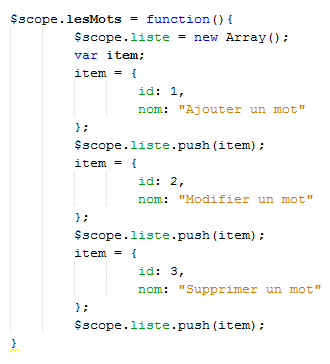 $scope.lesMots = function(){
$scope.liste = new Array();
var item;
item = {
id: 1,
nom: "Ajouter un mot"
};
$scope.liste.push(item);
item = {
id: 2,
nom: "Modifier un mot"
};
$scope.liste.push(item);
item = {
id: 3,
nom: "Supprimer un mot"
};
$scope.liste.push(item);
}